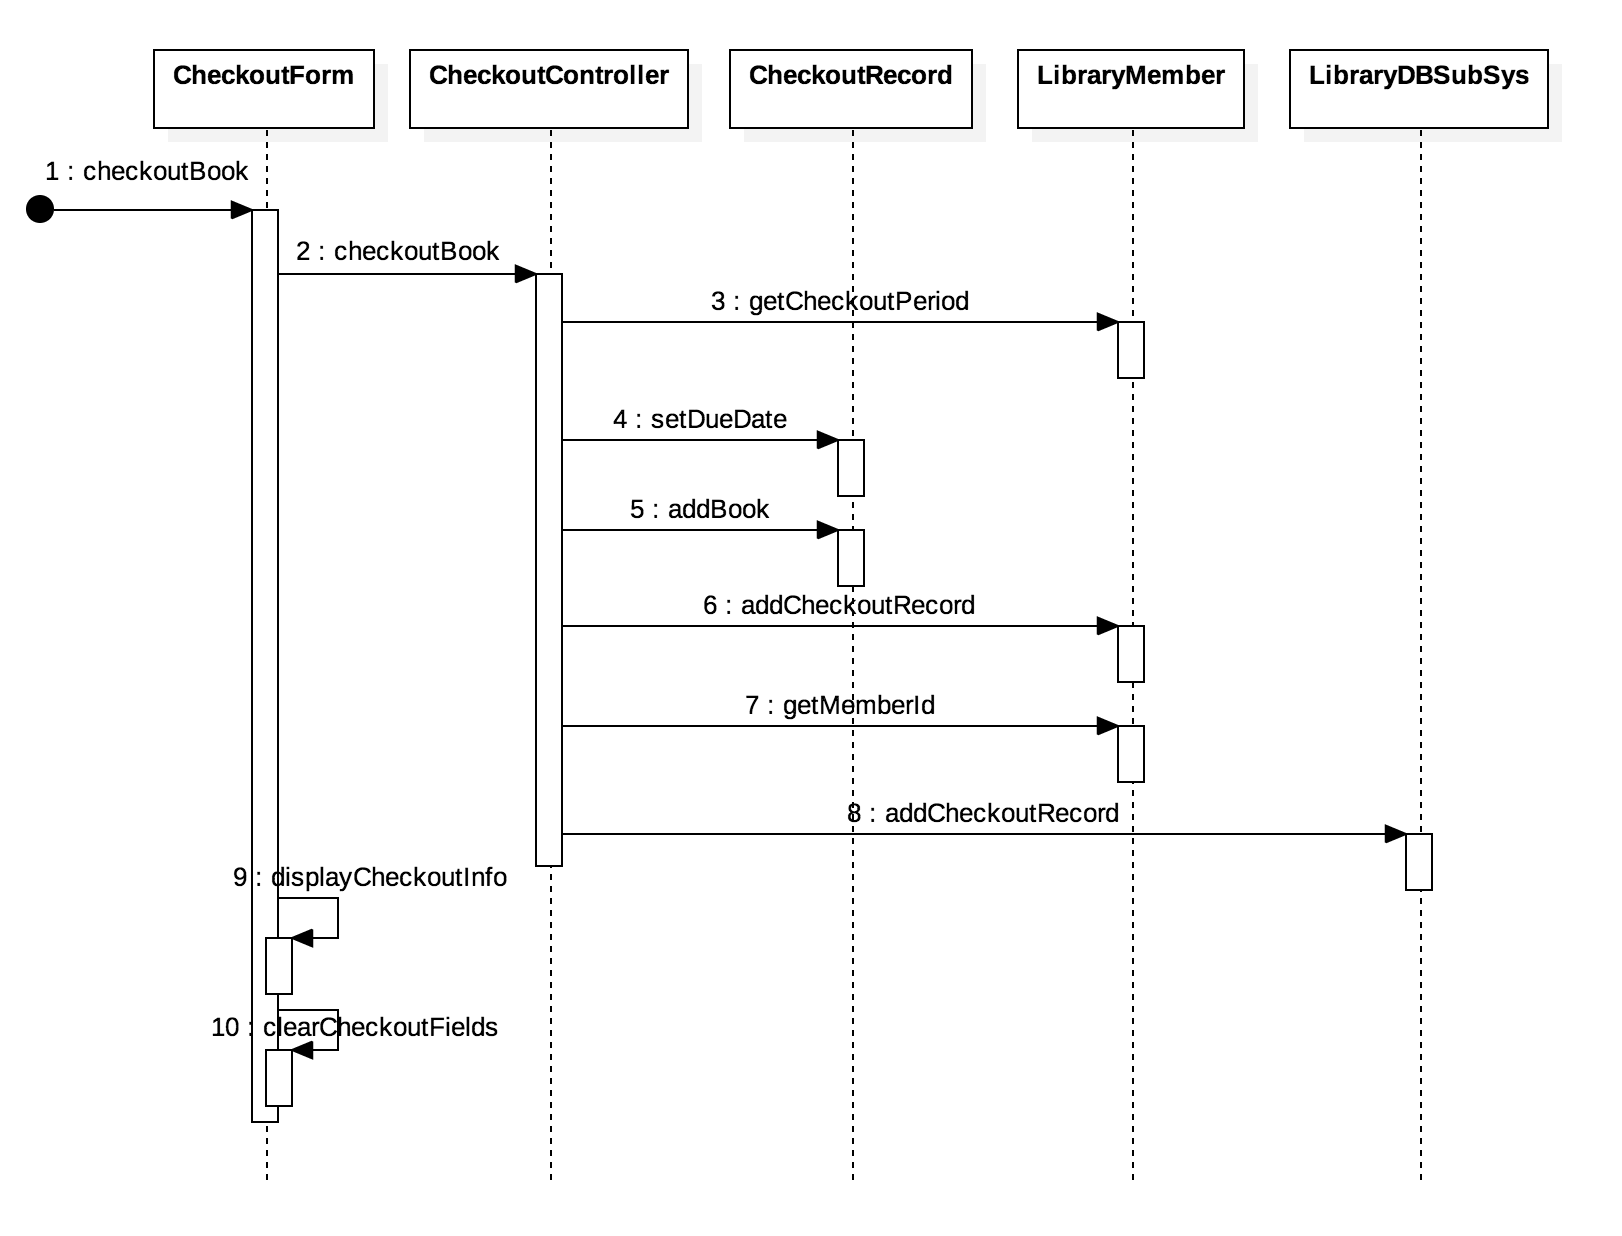 CheckoutForm
CheckoutController
CheckoutRecord
LibraryMember
LibraryDBSubSys
1 : checkoutBook
2 : checkoutBook
3 : getCheckoutPeriod
4 : setDueDate
5 : addBook
6 : addCheckoutRecord
7 : getMemberId
8 : addCheckoutRecord
9 : displayCheckoutInfo
10 : clearCheckoutFields